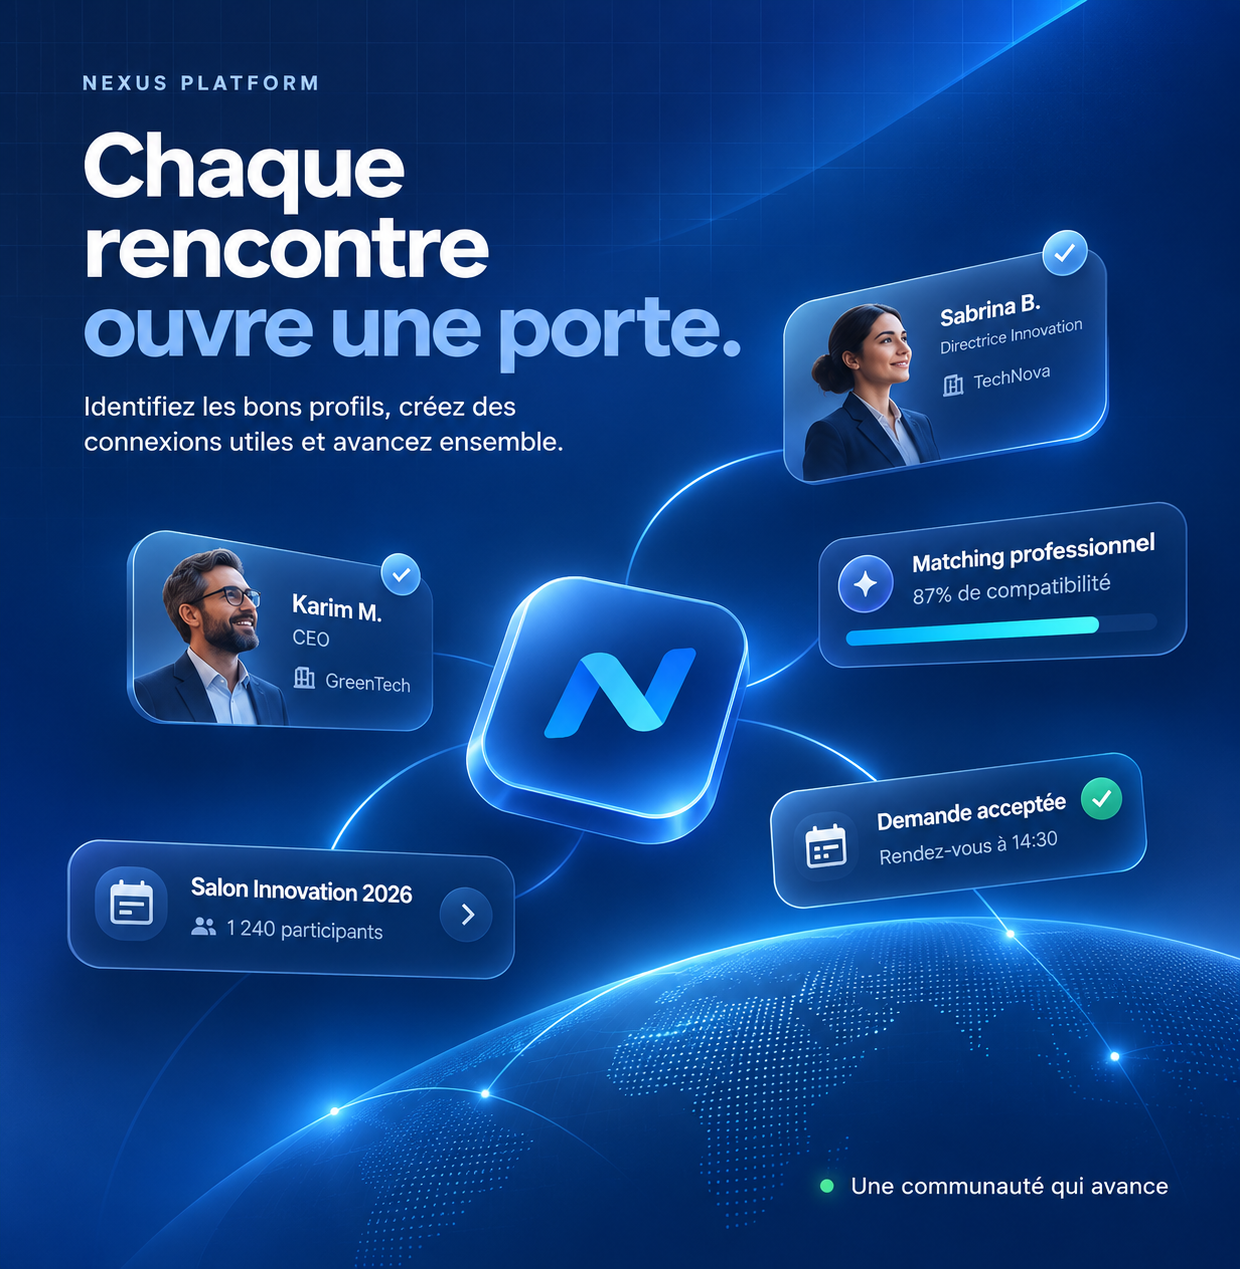 NEXUS PLATFORM
Chaque
rencontre
ouvre une porte.
Identifiez les bons profils, créez des
connexions utiles et avancez ensemble.
Sabrina B.
Directrice Innovation
TechNova
Matching professionnel
87% de compatibilité
Karim M.
CEO
GreenTech
N
Demande acceptée
Rendez-vous à 14:30
Salon Innovation 2026
1 240 participants
Une communauté qui avance